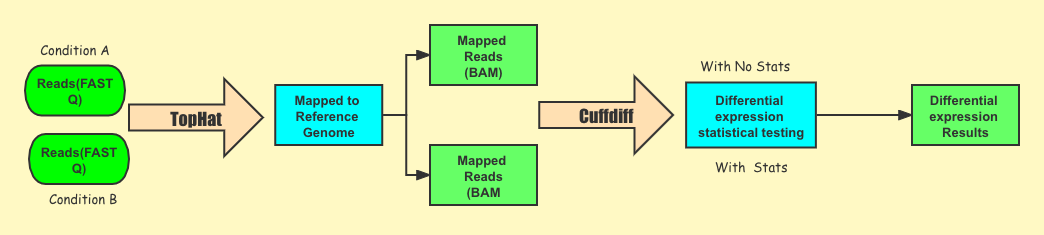 Condition A
Reads(FAST
Q)
Reads(FAST
Q)
Condition B
TopHat
Mapped to
Reference
Genome
Mapped
Reads
(BAM)
Mapped
Reads
(BAM
Cuffdiff
With No Stats
Differential
expression
statistical testing
With  Stats
Differential
expression
Results